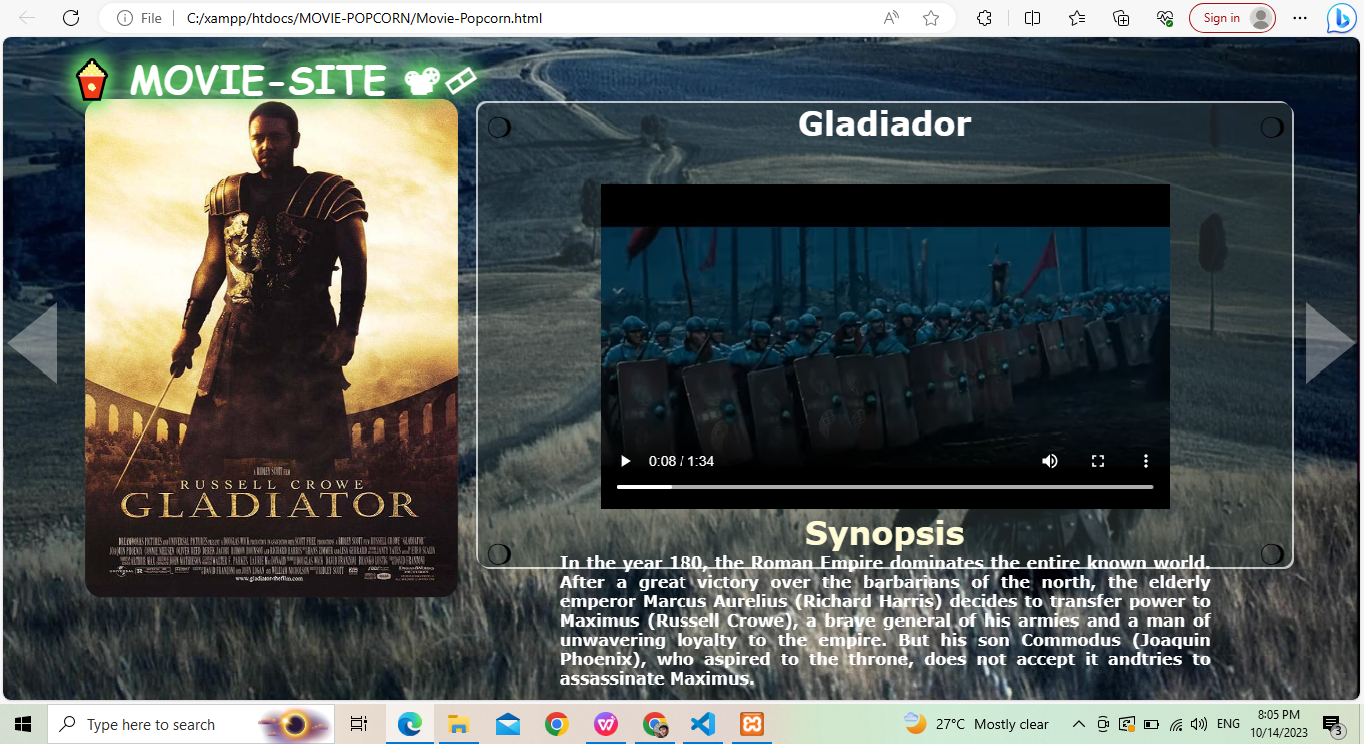 File
C:/xampp/htdocs/MOVIE-POPCORN/Movie-Popcorn.html
Sign in
MOVIE-SITE
Gladiador
A RIDLEY SCOTT FILM
RUSSELL CROWE
GLADIATOR
www.gladiator-thefilm.com
0:08 / 1:34
Synopsis
In the year 180, the Roman Empire dominates the entire known world.
After a great victory over the barbarians of the north, the elderly
emperor Marcus Aurelius (Richard Harris) decides to transfer power to
Maximus (Russell Crowe), a brave general of his armies and a man of
unwavering loyalty to the empire. But his son Commodus (Joaquin
Phoenix), who aspired to the throne, does not accept it andtries to
assassinate Maximus.
Type here to search
27°C Mostly clear
ENG
8:05 PM
10/14/2023
3